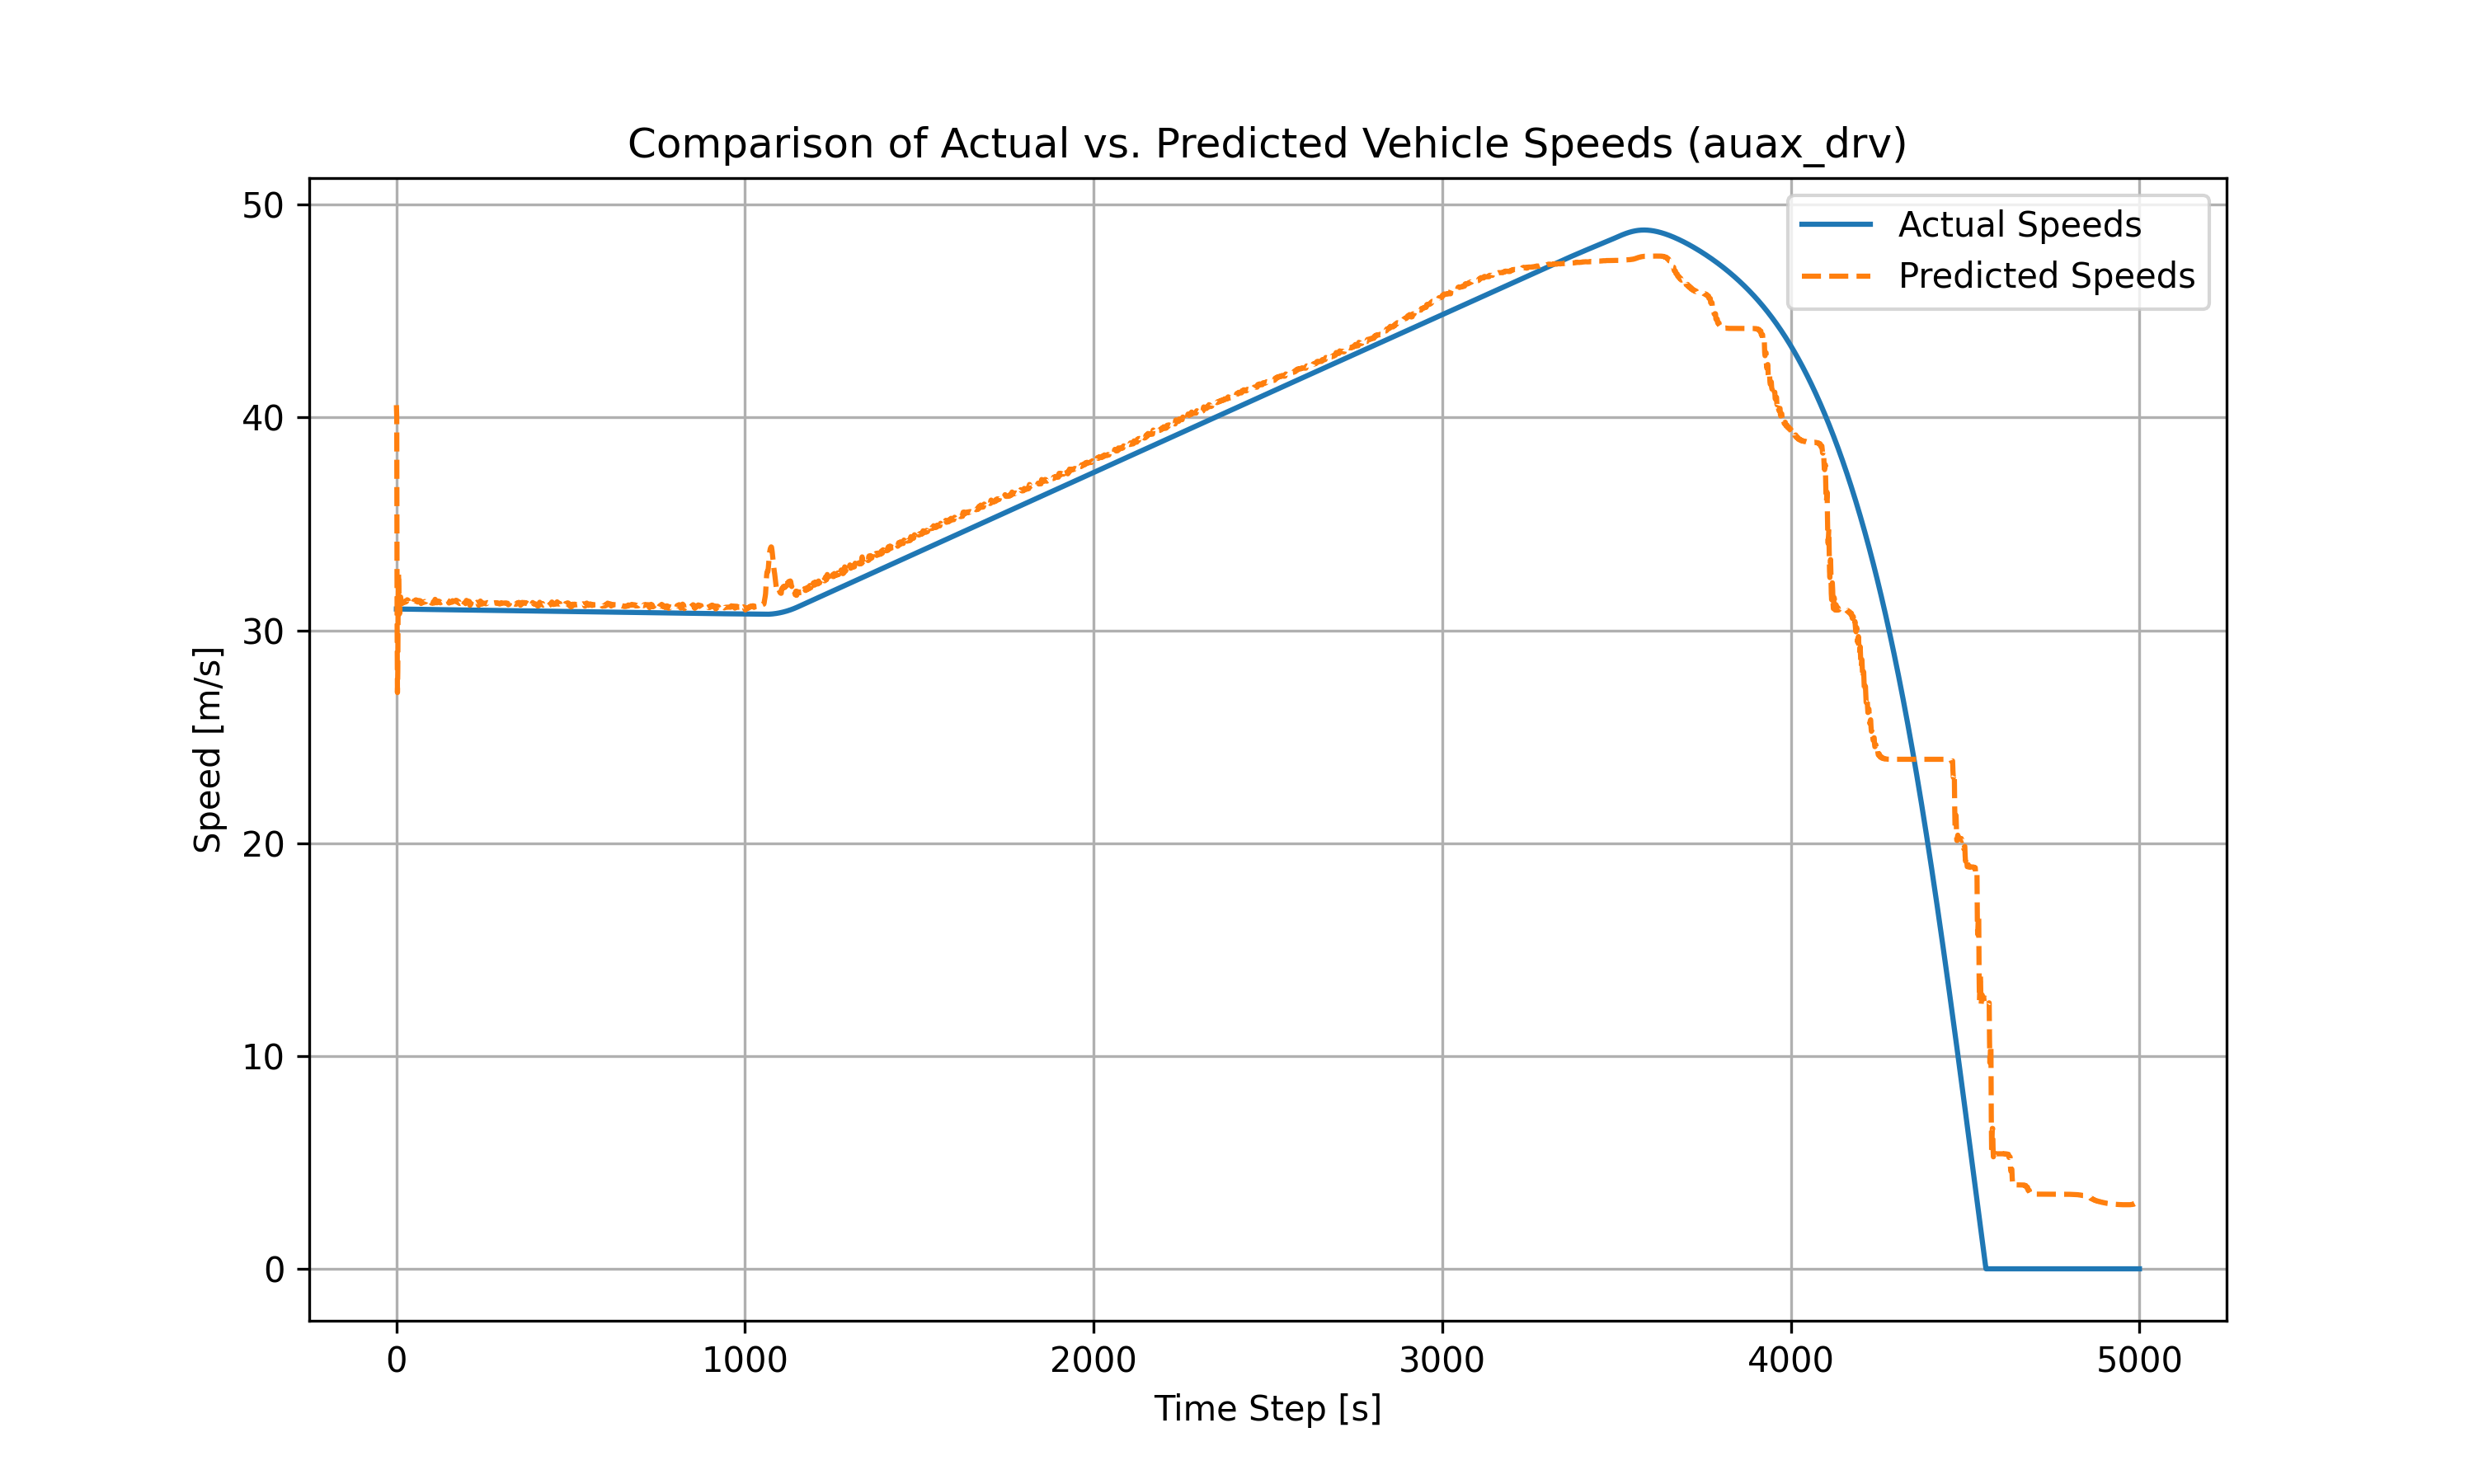 Comparison of Actual vs. Predicted Vehicle Speeds (auax_drv)
Actual Speeds
Predicted Speeds
Speed [m/s]
50
40
30
20
10
0
0 1000 2000 3000 4000 5000
Time Step [s]